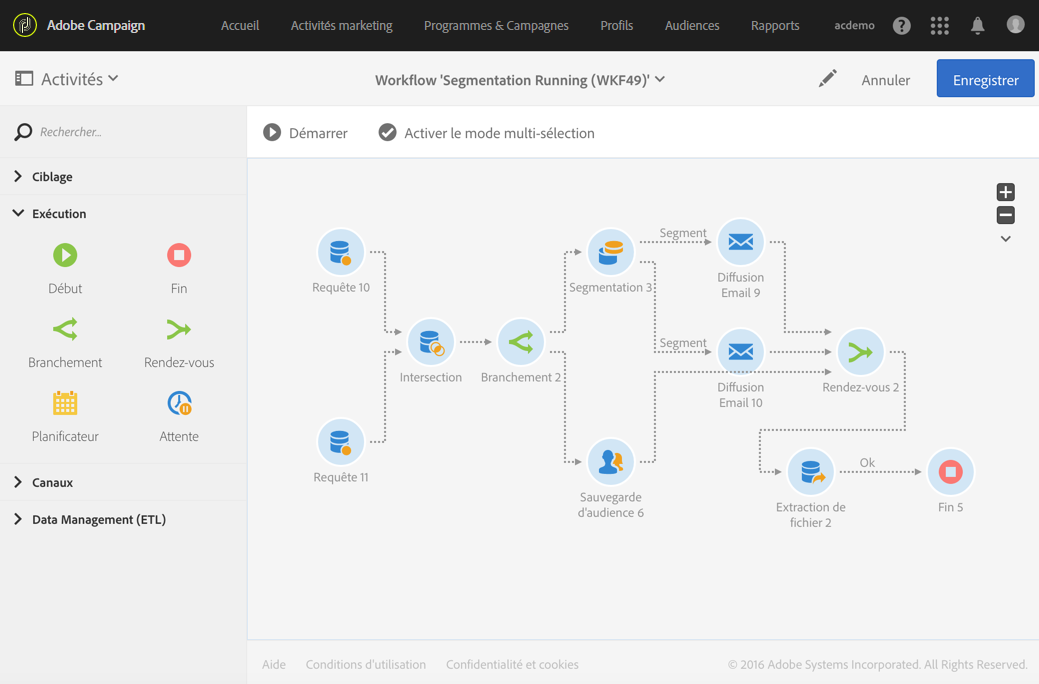 Adobe Campaign
Accueil
Activités marketing
Programmes & Campagnes
Profils
Audiences
Rapports
acdemo
?
Activités
Workflow 'Segmentation Running (WKF49)'
Annuler
Enregistrer
Rechercher...
Démarrer
Activer le mode multi-sélection
Ciblage
Exécution
Début
Fin
Branchement
Rendez-vous
Planificateur
Attente
Canaux
Data Management (ETL)
Requête 10
Requête 11
Intersection
Branchement 2
Segmentation 3
Segment
Segment
Diffusion
Email 9
Diffusion
Email 10
Sauvegarde
d'audience 6
Rendez-vous 2
Extraction de
fichier 2
Ok
Fin 5
Aide
Conditions d'utilisation
Confidentialité et cookies
© 2016 Adobe Systems Incorporated. All Rights Reserved.